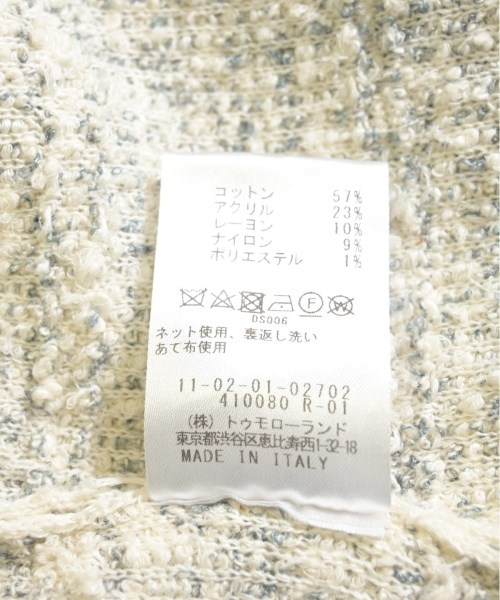 コットン 57%
アクリル 23%
レーヨン 10%
ナイロン 9%
ポリエステル 1%
F W
DS006
ネット使用、裏返し洗い
あて布使用
11-02-01-02702
410080 R-01
(株) トゥモローランド
東京都渋谷区恵比寿西1-32-18
MADE IN ITALY